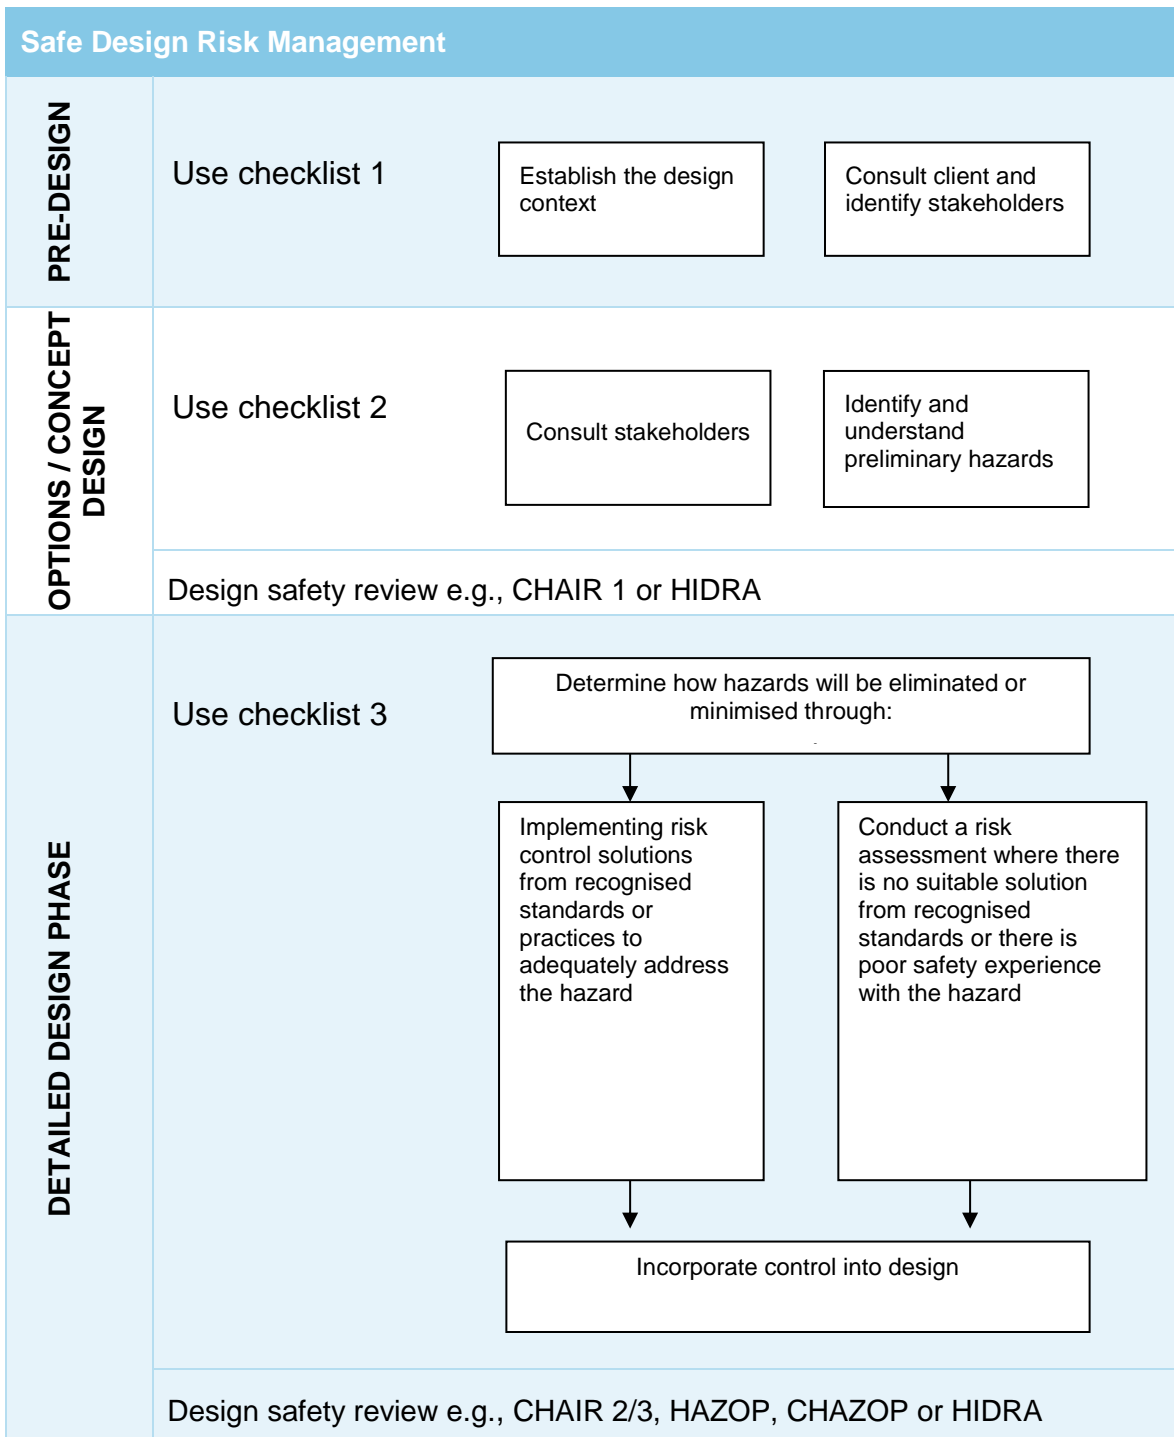 Safe Design Risk Management
PRE-DESIGN
Use checklist 1
Establish the design
context
Consult client and
identify stakeholders
OPTIONS / CONCEPT
DESIGN
Use checklist 2
Consult stakeholders
Identify and
understand
preliminary hazards
Design safety review e.g., CHAIR 1 or HIDRA
DETAILED DESIGN PHASE
Use checklist 3
Determine how hazards will be eliminated or
minimised through:
Implementing risk
control solutions
from recognised
standards or
practices to
adequately address
the hazard
Conduct a risk
assessment where there
is no suitable solution
from recognised
standards or there is
poor safety experience
with the hazard
Incorporate control into design
Design safety review e.g., CHAIR 2/3, HAZOP, CHAZOP or HIDRA